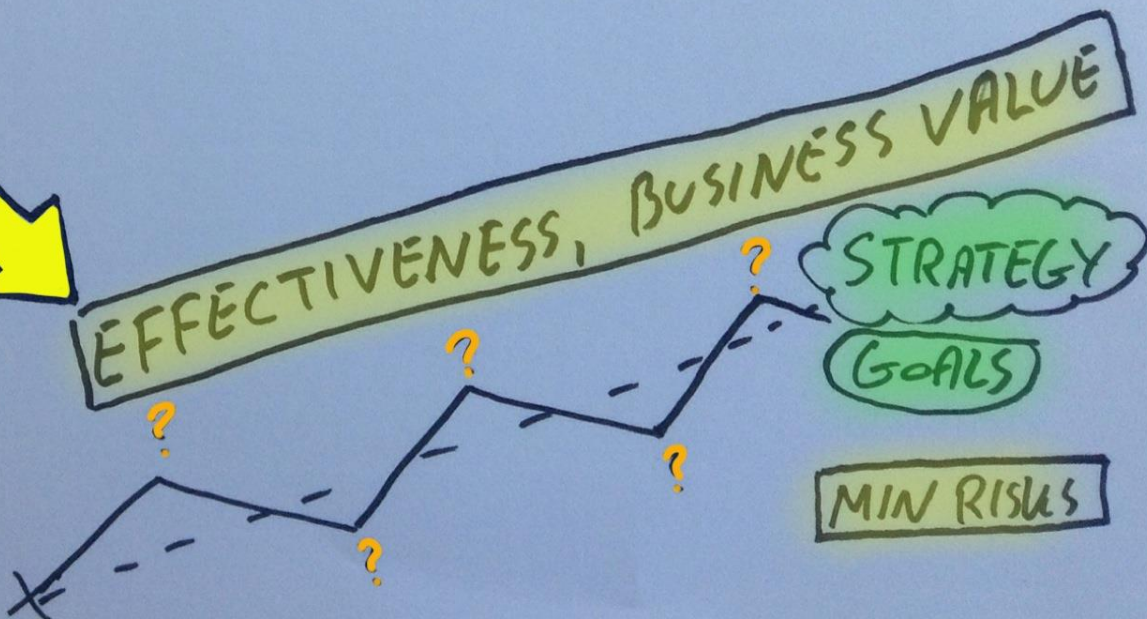 EFFECTIVENESS, BUSINESS VALUE
?
STRATEGY
?
GOALS
?
?
MIN RISKS
?